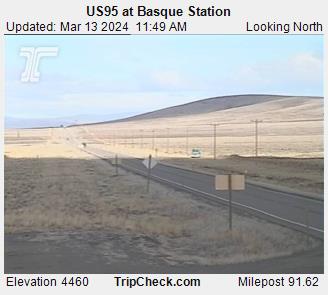 US95 at Basque Station
Updated: Mar 13 2024 11:49 AM Looking North
Elevation 4460 TripCheck.com Milepost 91.62